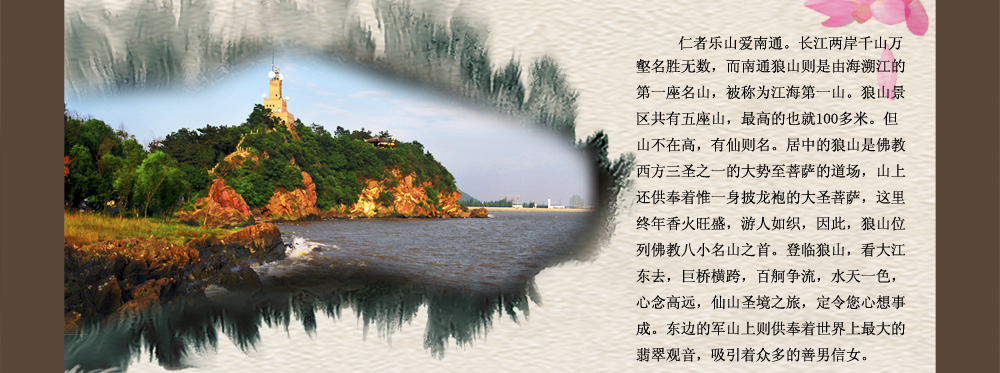 仁者乐山爱南通。长江两岸千山万
壑名胜无数，而南通狼山则是由海溯江的
第一座名山，被称为江海第一山。狼山景
区共有五座山，最高的也就100多米。但
山不在高，有仙则名。居中的狼山是佛教
西方三圣之一的大势至菩萨的道场，山上
还供奉着惟一身披龙袍的大圣菩萨，这里
终年香火旺盛，游人如织，因此，狼山位
列佛教八小名山之首。登临狼山，看大江
东去，巨桥横跨，百舸争流，水天一色，
心念高远，仙山圣境之旅，定令您心想事
成。东边的军山上则供奉着世界上最大的
翡翠观音，吸引着众多的善男信女。